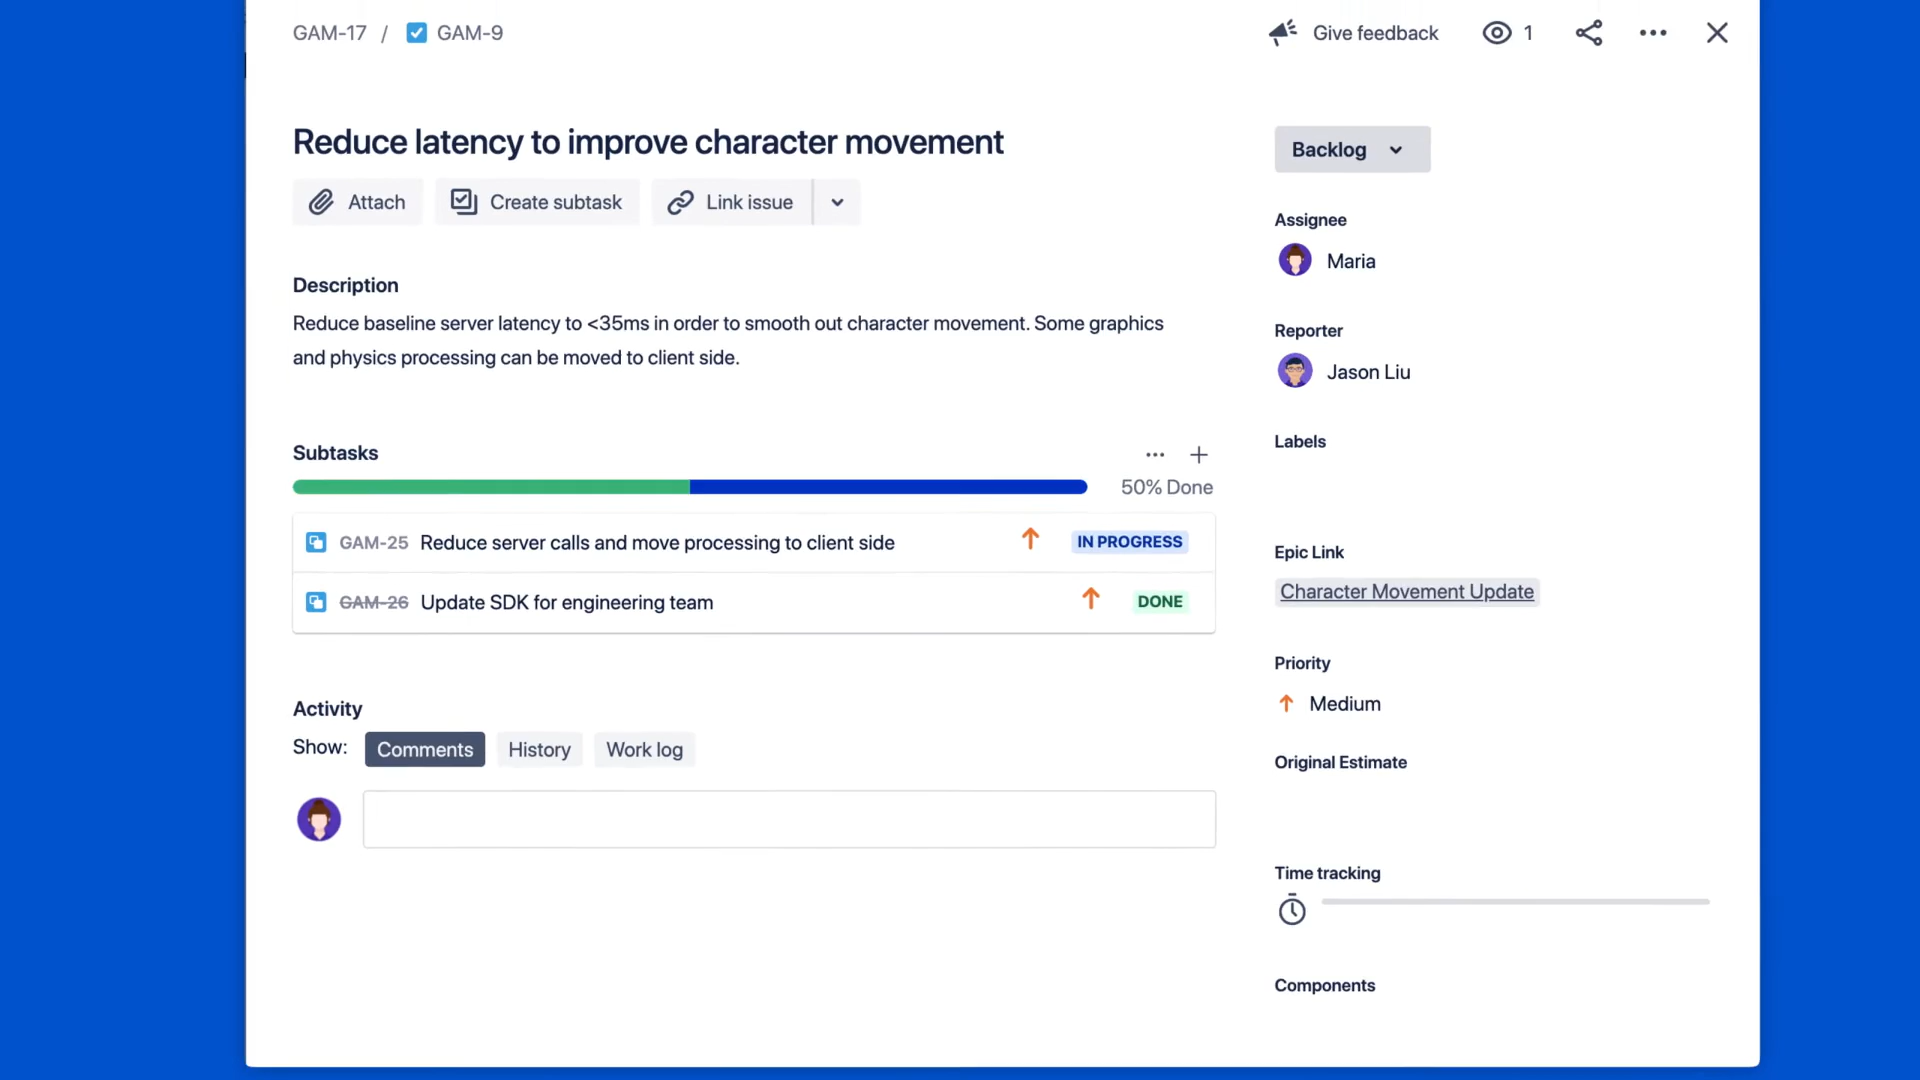 GAM-17 / GAM-9
Give feedback
1
Reduce latency to improve character movement
Attach
Create subtask
Link issue
Description
Reduce baseline server latency to <35ms in order to smooth out character movement. Some graphics
and physics processing can be moved to client side.
Subtasks
50% Done
GAM-25 Reduce server calls and move processing to client side IN PROGRESS
GAM-26 Update SDK for engineering team DONE
Activity
Show: Comments History Work log
Backlog
Assignee
Maria
Reporter
Jason Liu
Labels
Epic Link
Character Movement Update
Priority
Medium
Original Estimate
Time tracking
Components